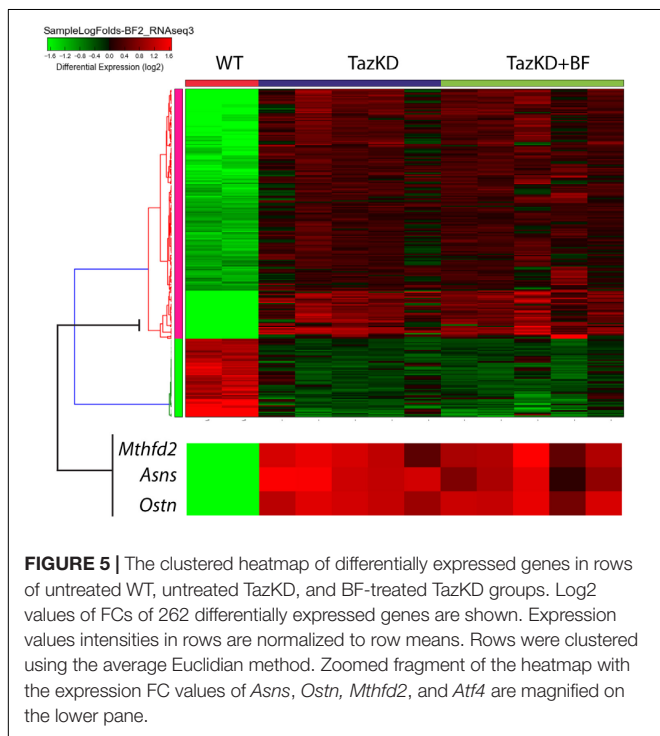 SampleLogFolds-BF2_RNAseq3
-1.6 -1.2 -0.8 -0.4 0.0 0.4 0.8 1.2 1.6
Differential Expression (log2)
WT TazKD TazKD+BF
Mthfd2
Asns
Ostn
FIGURE 5 | The clustered heatmap of differentially expressed genes in rows
of untreated WT, untreated TazKD, and BF-treated TazKD groups. Log2
values of FCs of 262 differentially expressed genes are shown. Expression
values intensities in rows are normalized to row means. Rows were clustered
using the average Euclidian method. Zoomed fragment of the heatmap with
the expression FC values of Asns, Ostn, Mthfd2, and Atf4 are magnified on
the lower pane.